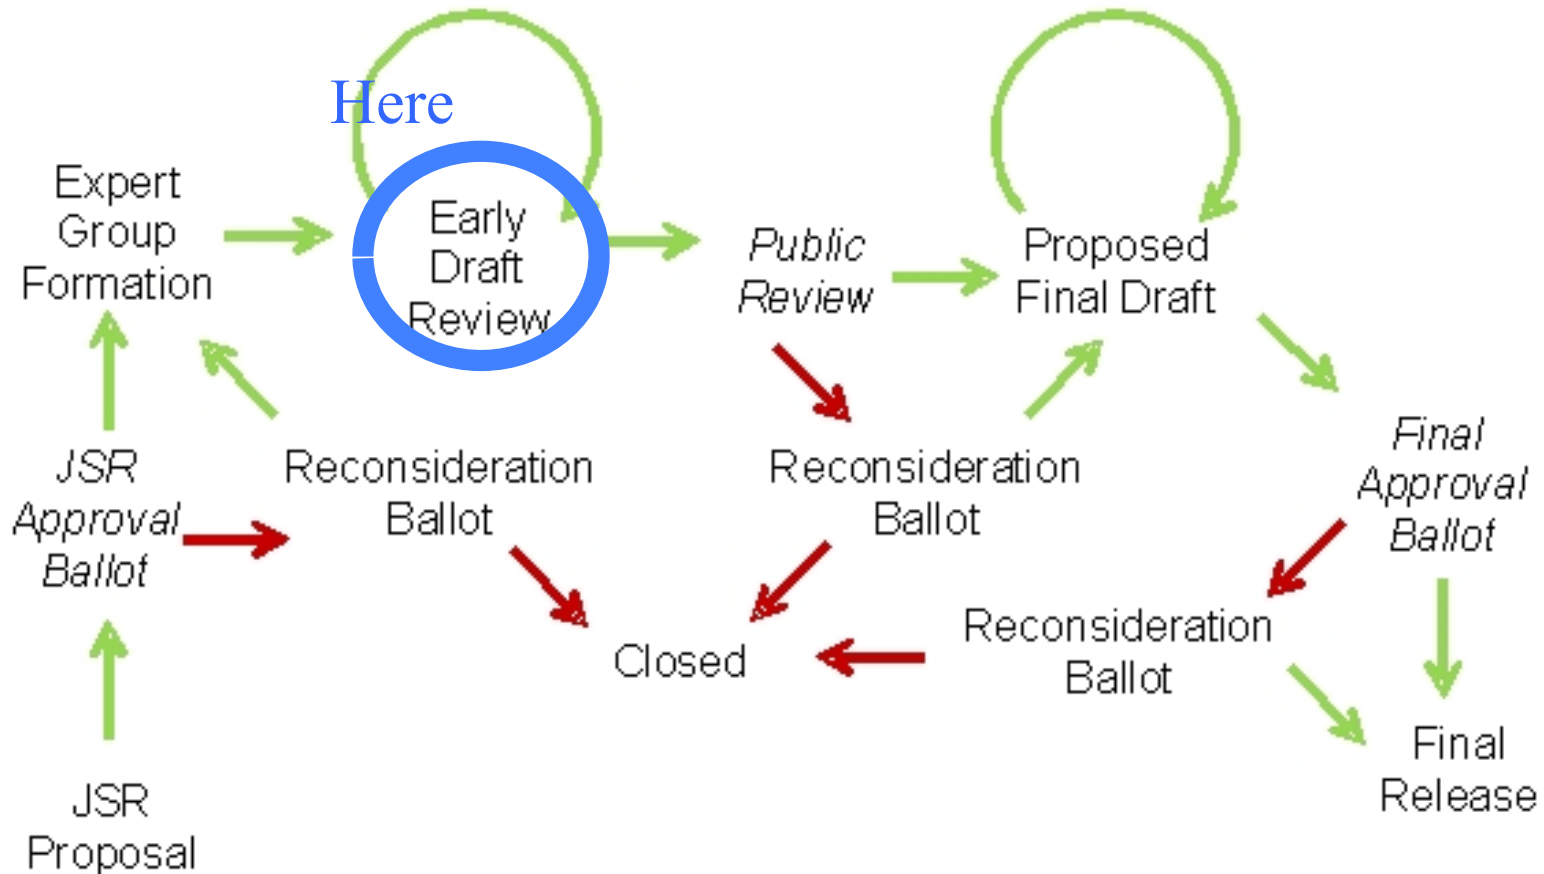 Here
Expert
Group
Formation
Early
Draft
Review
Public
Review
Proposed
Final Draft
JSR
Approval
Ballot
Reconsideration
Ballot
Reconsideration
Ballot
Final
Approval
Ballot
Closed
Reconsideration
Ballot
JSR
Proposal
Final
Release